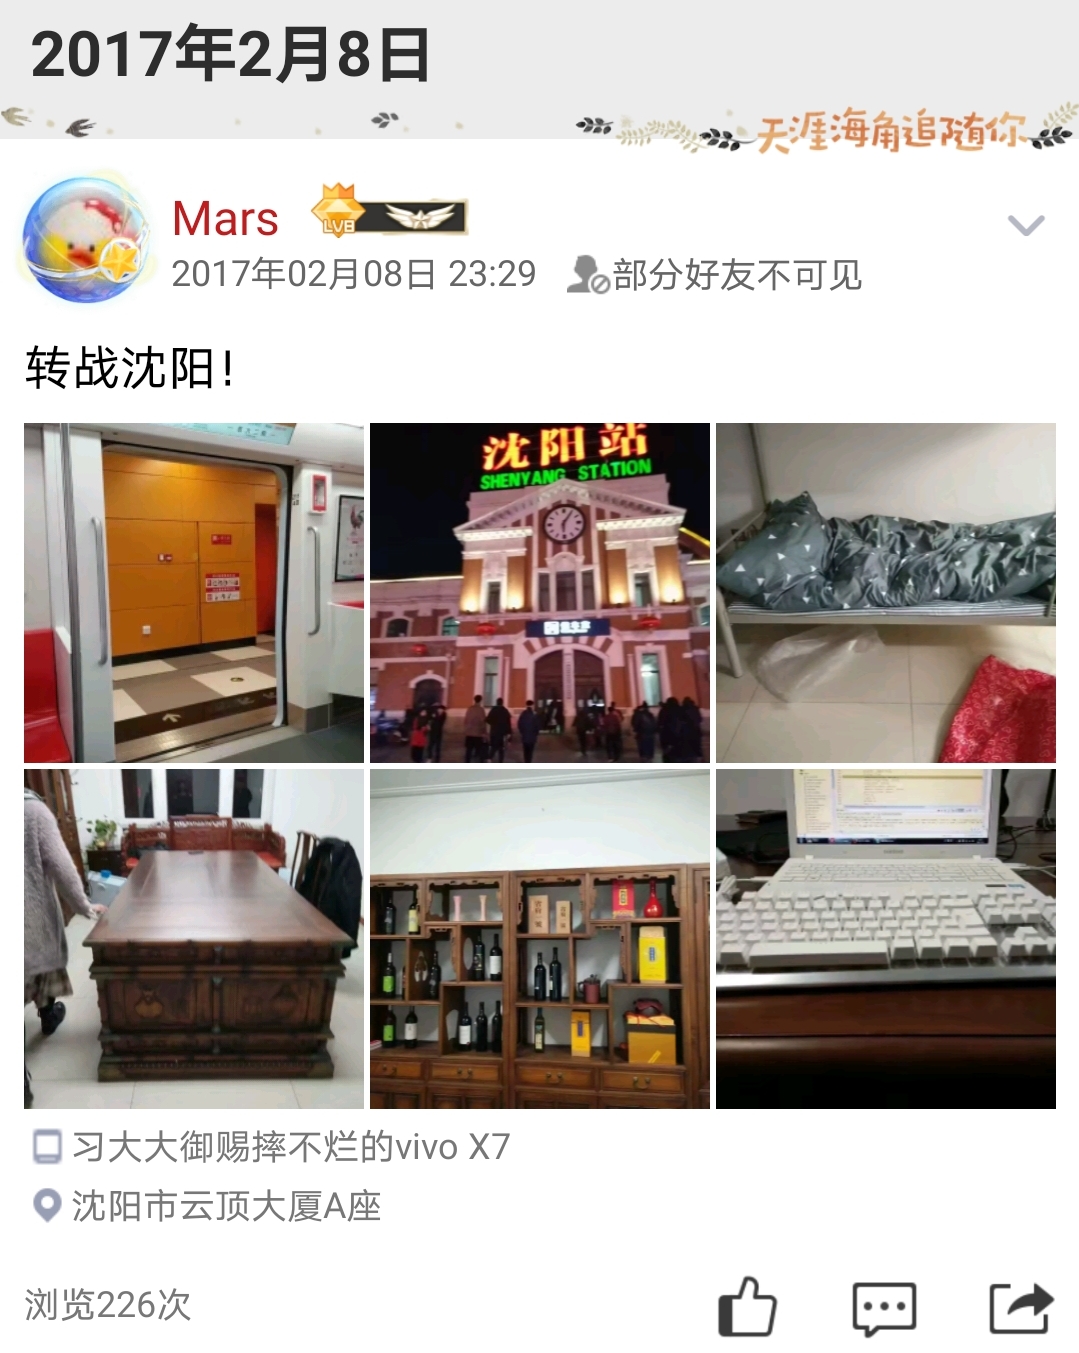 2017年2月8日
天涯海角追随你
Mars
LV8
2017年02月08日 23:29 部分好友不可见
转战沈阳！
沈阳站
SHENYANG STATION
习大大御赐摔不烂的vivo X7
沈阳市云顶大厦A座
浏览226次